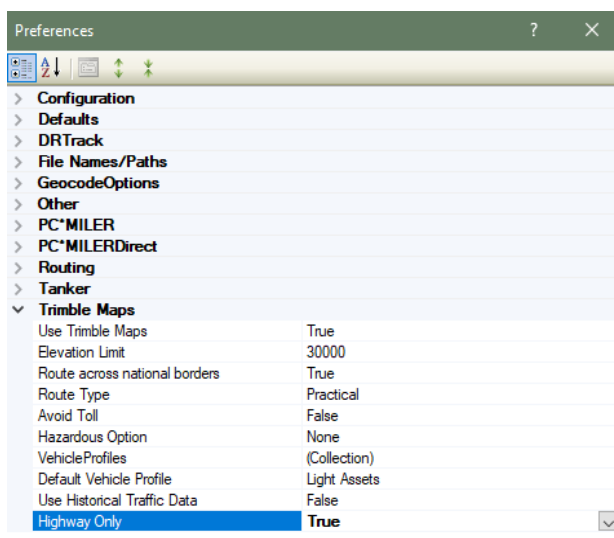 Preferences ?
Configuration
Defaults
DRTrack
File Names/Paths
GeocodeOptions
Other
PC*MILER
PC*MILERDirect
Routing
Tanker
Trimble Maps
Use Trimble Maps True
Elevation Limit 30000
Route across national borders True
Route Type Practical
Avoid Toll False
Hazardous Option None
VehicleProfiles (Collection)
Default Vehicle Profile Light Assets
Use Historical Traffic Data False
Highway Only True